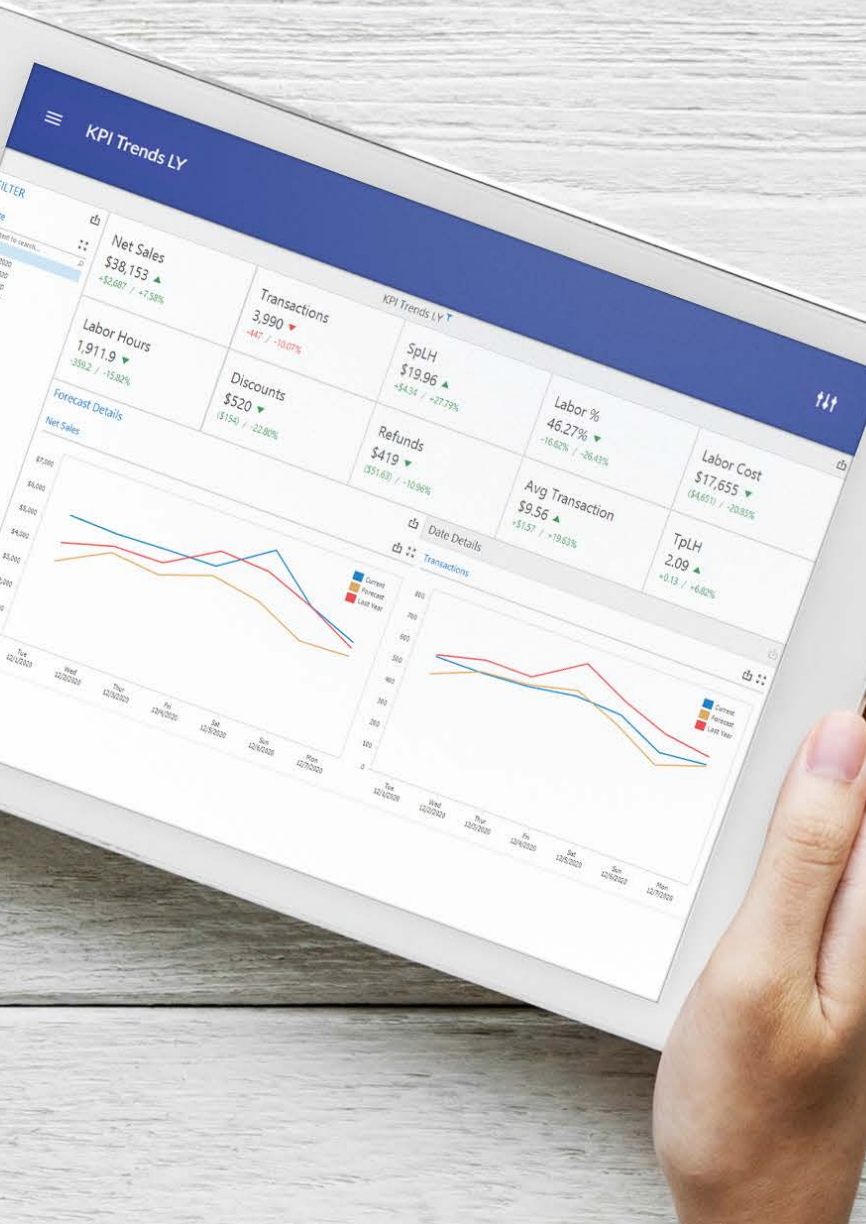 KPI Trends LY
FILTER
KPI Trends LY
Net Sales
$38,153
+$2,687 / +7.58%
Transactions
3,990
-447 / -10.07%
SpLH
$19.96
+$4.34 / +27.79%
Labor %
46.27%
-16.62% / -26.43%
Labor Cost
$17,655
($4,651) / -20.85%
Labor Hours
1,911.9
-359.2 / -15.82%
Discounts
$520
($154) / -22.80%
Refunds
$419
($51.63) / -10.96%
Avg Transaction
$9.56
+$1.57 / +19.63%
TpLH
2.09
+0.13 / +6.82%
Forecast Details
Net Sales
$7,000
$6,000
$5,000
$4,000
$3,000
Current
Forecast
Last Year
Tue
12/1/2020
Wed
12/2/2020
Thur
12/3/2020
Fri
12/4/2020
Sat
12/5/2020
Sun
12/6/2020
Mon
12/7/2020
Date Details
Transactions
800
700
600
500
400
300
200
100
0
Current
Forecast
Last Year
Tue
12/1/2020
Wed
12/2/2020
Thur
12/3/2020
Fri
12/4/2020
Sat
12/5/2020
Sun
12/6/2020
Mon
12/7/2020